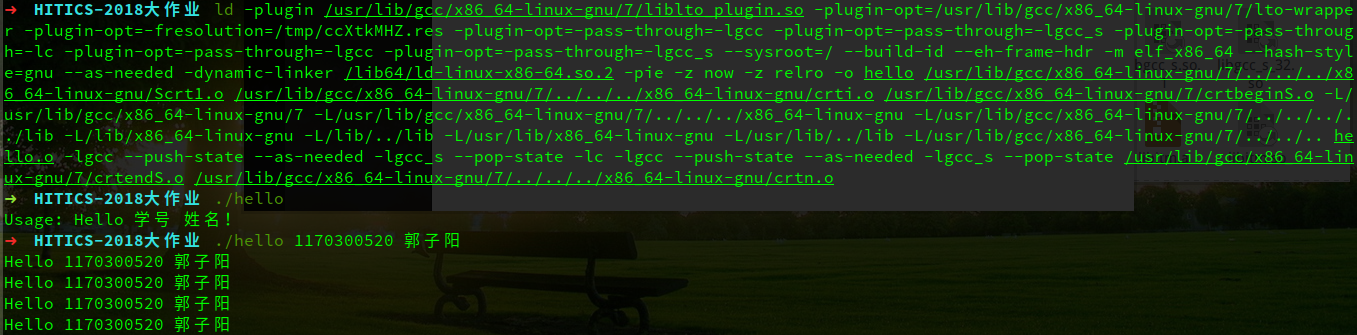 ➜ HITICS-2018大作业 ld -plugin /usr/lib/gcc/x86_64-linux-gnu/7/liblto_plugin.so -plugin-opt=/usr/lib/gcc/x86_64-linux-gnu/7/lto-wrappe
r -plugin-opt=-fresolution=/tmp/ccXtkMHZ.res -plugin-opt=-pass-through=-lgcc -plugin-opt=-pass-through=-lgcc_s -plugin-opt=-pass-throug
h=-lc -plugin-opt=-pass-through=-lgcc -plugin-opt=-pass-through=-lgcc_s --sysroot=/ --build-id --eh-frame-hdr -m elf_x86_64 --hash-styl
e=gnu --as-needed -dynamic-linker /lib64/ld-linux-x86-64.so.2 -pie -z now -z relro -o hello /usr/lib/gcc/x86_64-linux-gnu/7/../../../x8
6_64-linux-gnu/Scrt1.o /usr/lib/gcc/x86_64-linux-gnu/7/../../../x86_64-linux-gnu/crti.o /usr/lib/gcc/x86_64-linux-gnu/7/crtbeginS.o -L/
usr/lib/gcc/x86_64-linux-gnu/7 -L/usr/lib/gcc/x86_64-linux-gnu/7/../../../x86_64-linux-gnu -L/usr/lib/gcc/x86_64-linux-gnu/7/../../../.
./lib -L/lib/x86_64-linux-gnu -L/lib/../lib -L/usr/lib/x86_64-linux-gnu -L/usr/lib/../lib -L/usr/lib/gcc/x86_64-linux-gnu/7/../../.. he
llo.o -lgcc --push-state --as-needed -lgcc_s --pop-state -lc -lgcc --push-state --as-needed -lgcc_s --pop-state /usr/lib/gcc/x86_64-lin
ux-gnu/7/crtendS.o /usr/lib/gcc/x86_64-linux-gnu/7/../../../x86_64-linux-gnu/crtn.o
➜ HITICS-2018大作业 ./hello
Usage: Hello 学号 姓名！
➜ HITICS-2018大作业 ./hello 1170300520 郭子阳
Hello 1170300520 郭子阳
Hello 1170300520 郭子阳
Hello 1170300520 郭子阳
Hello 1170300520 郭子阳